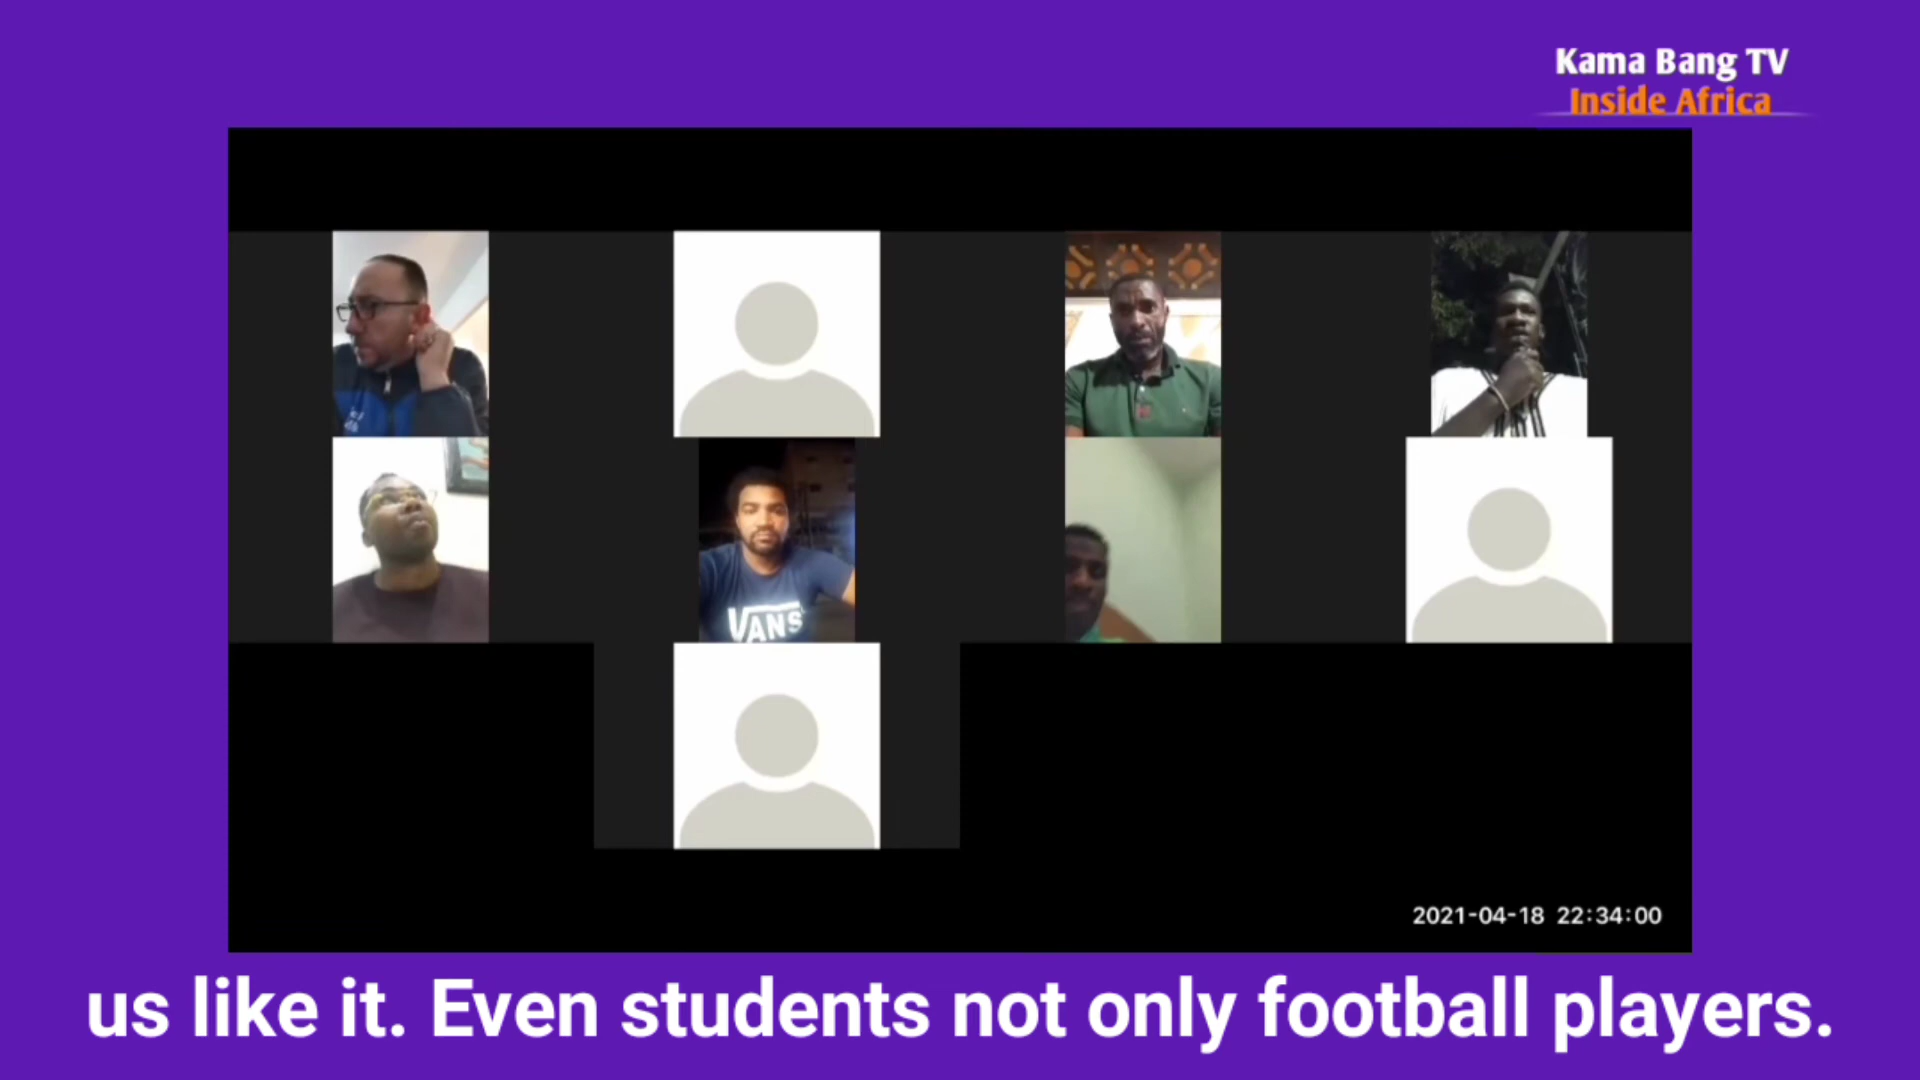 Kama Bang TV
Inside Africa
VANS
2021-04-18 22:34:00
us like it. Even students not only football players.